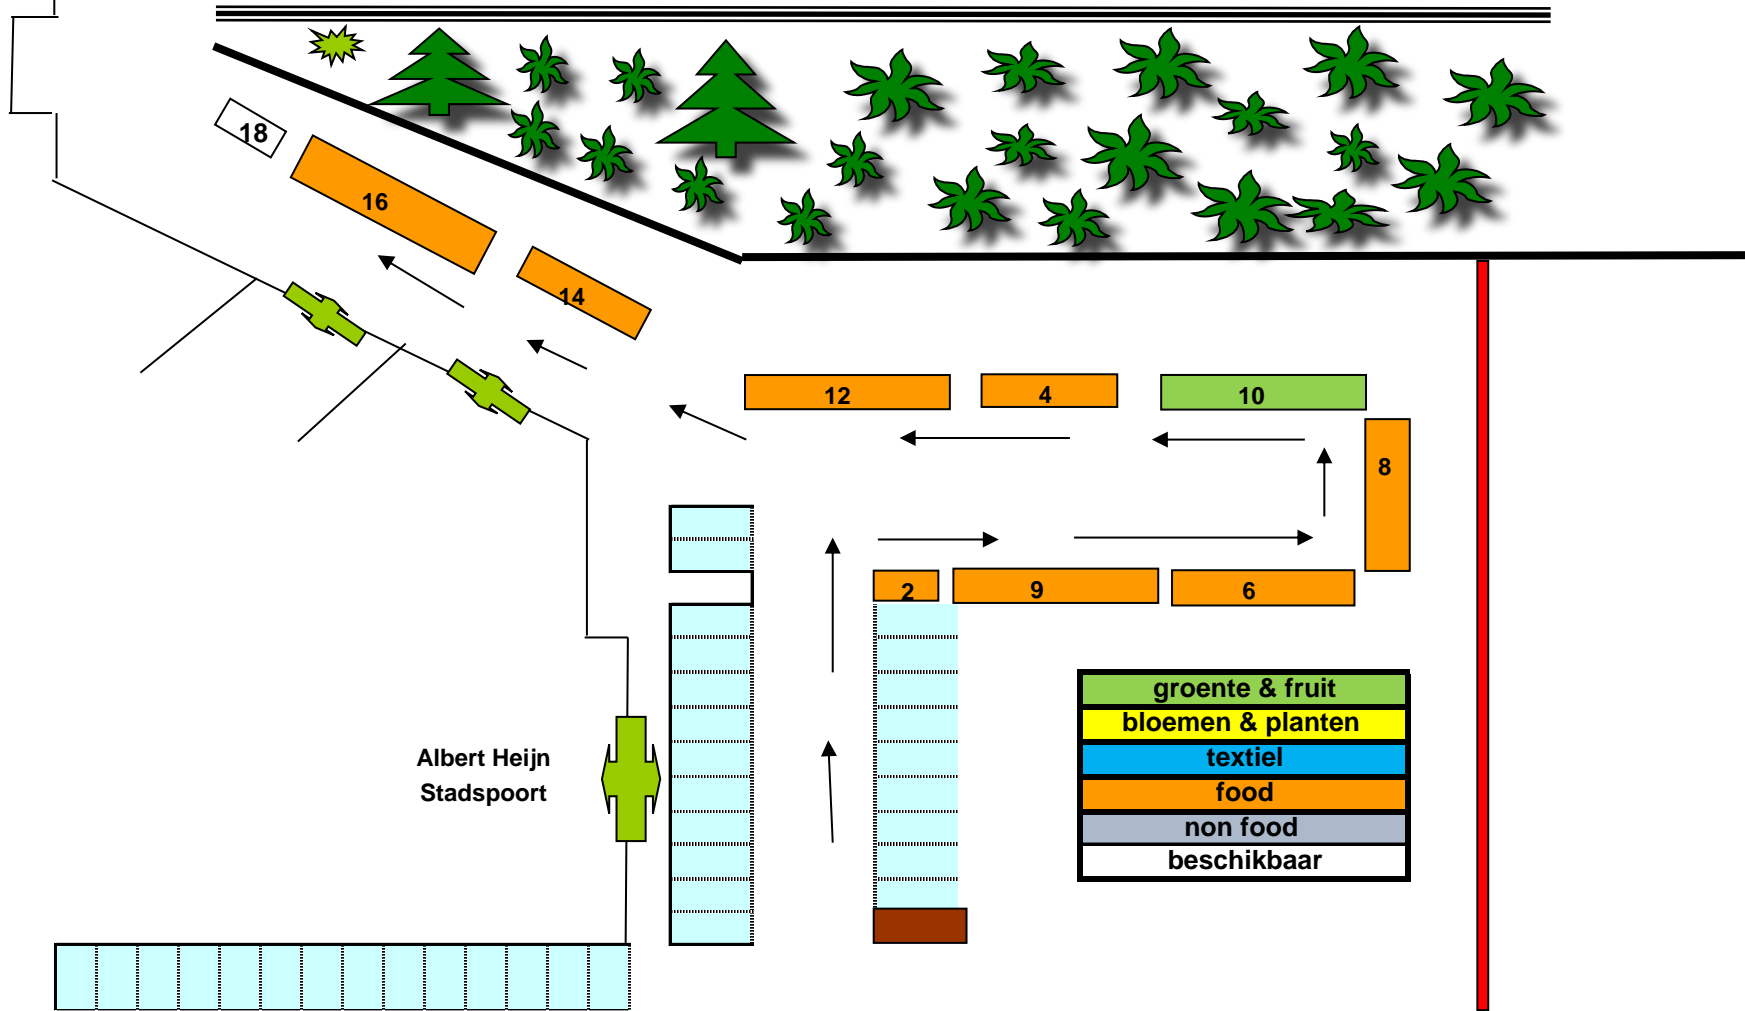 18
16
14
12
4
10
8
2
9
6
groente & fruit
bloemen & planten
textiel
food
non food
beschikbaar
Albert Heijn
Stadspoort